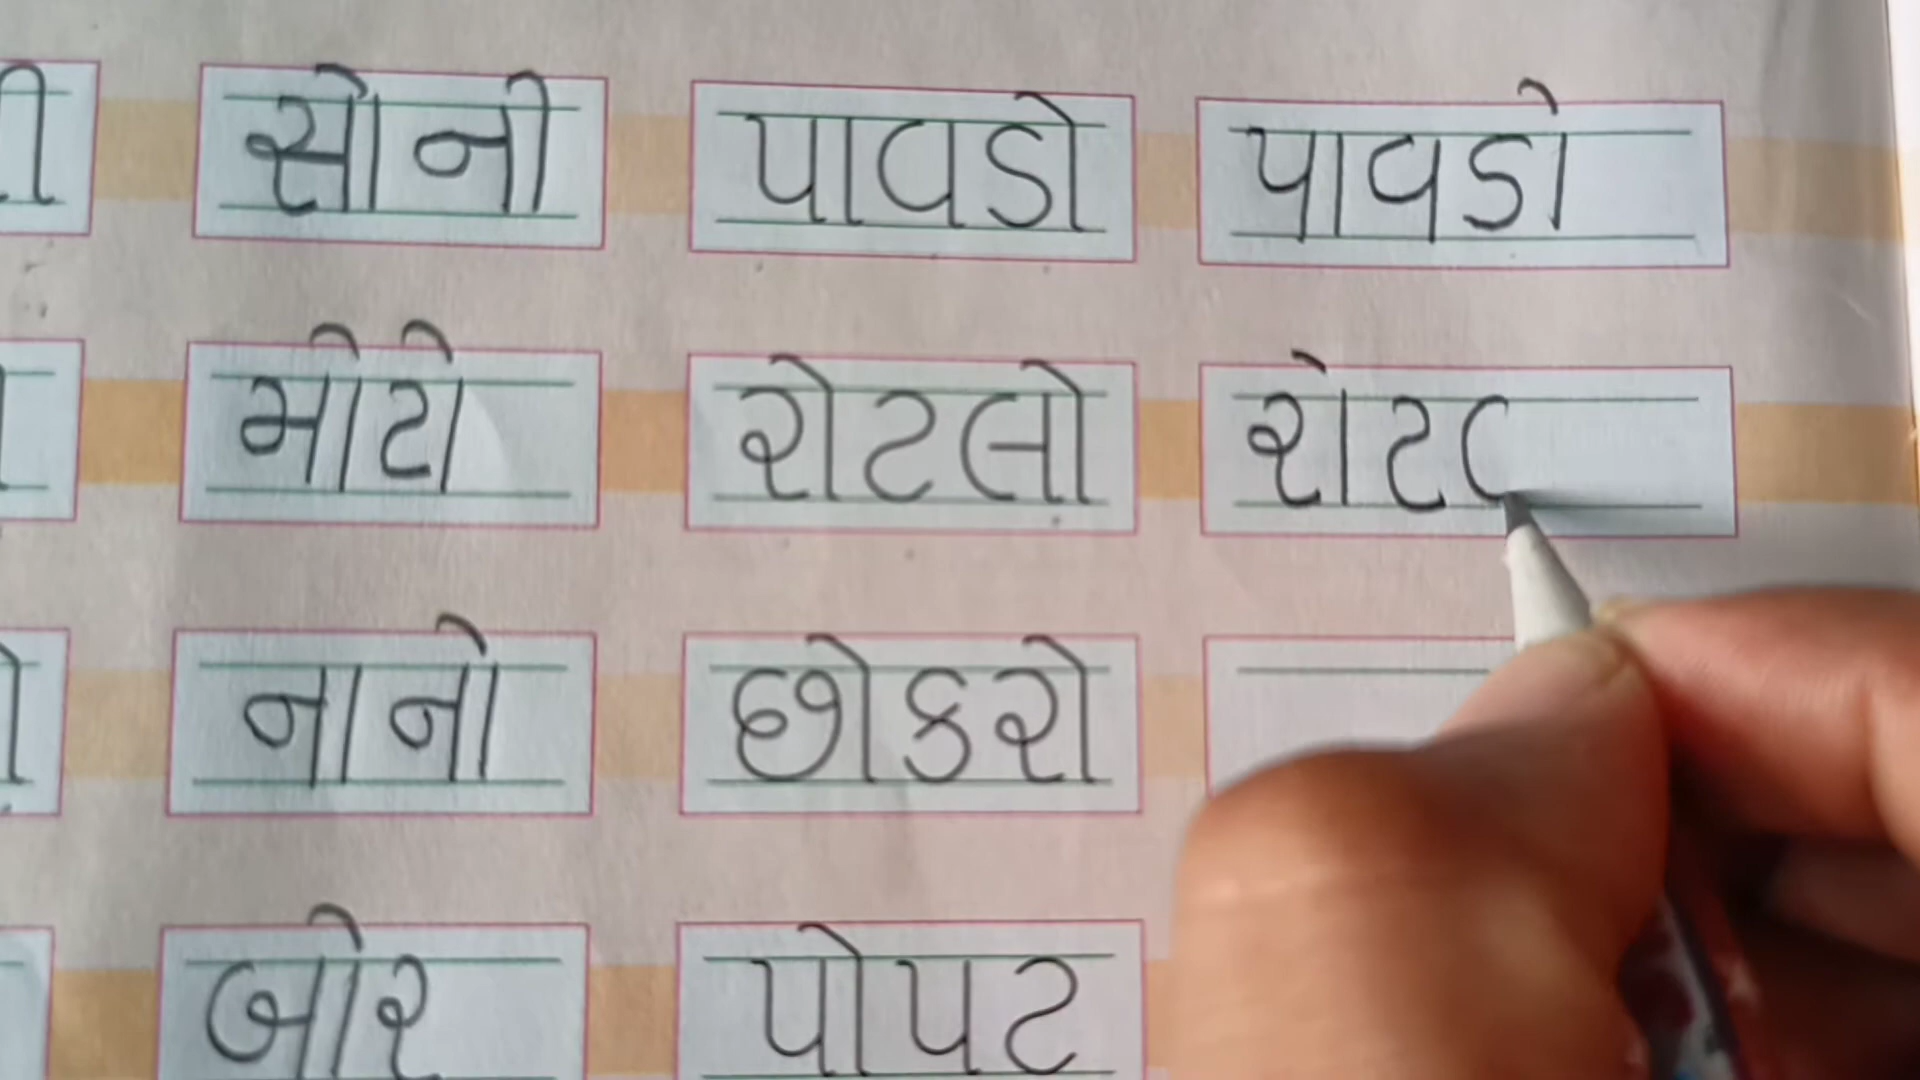 સોની પાવડો પાવડો
મોટો રોટલો રોટ
નાનો છોકરો
બોર પોપટ